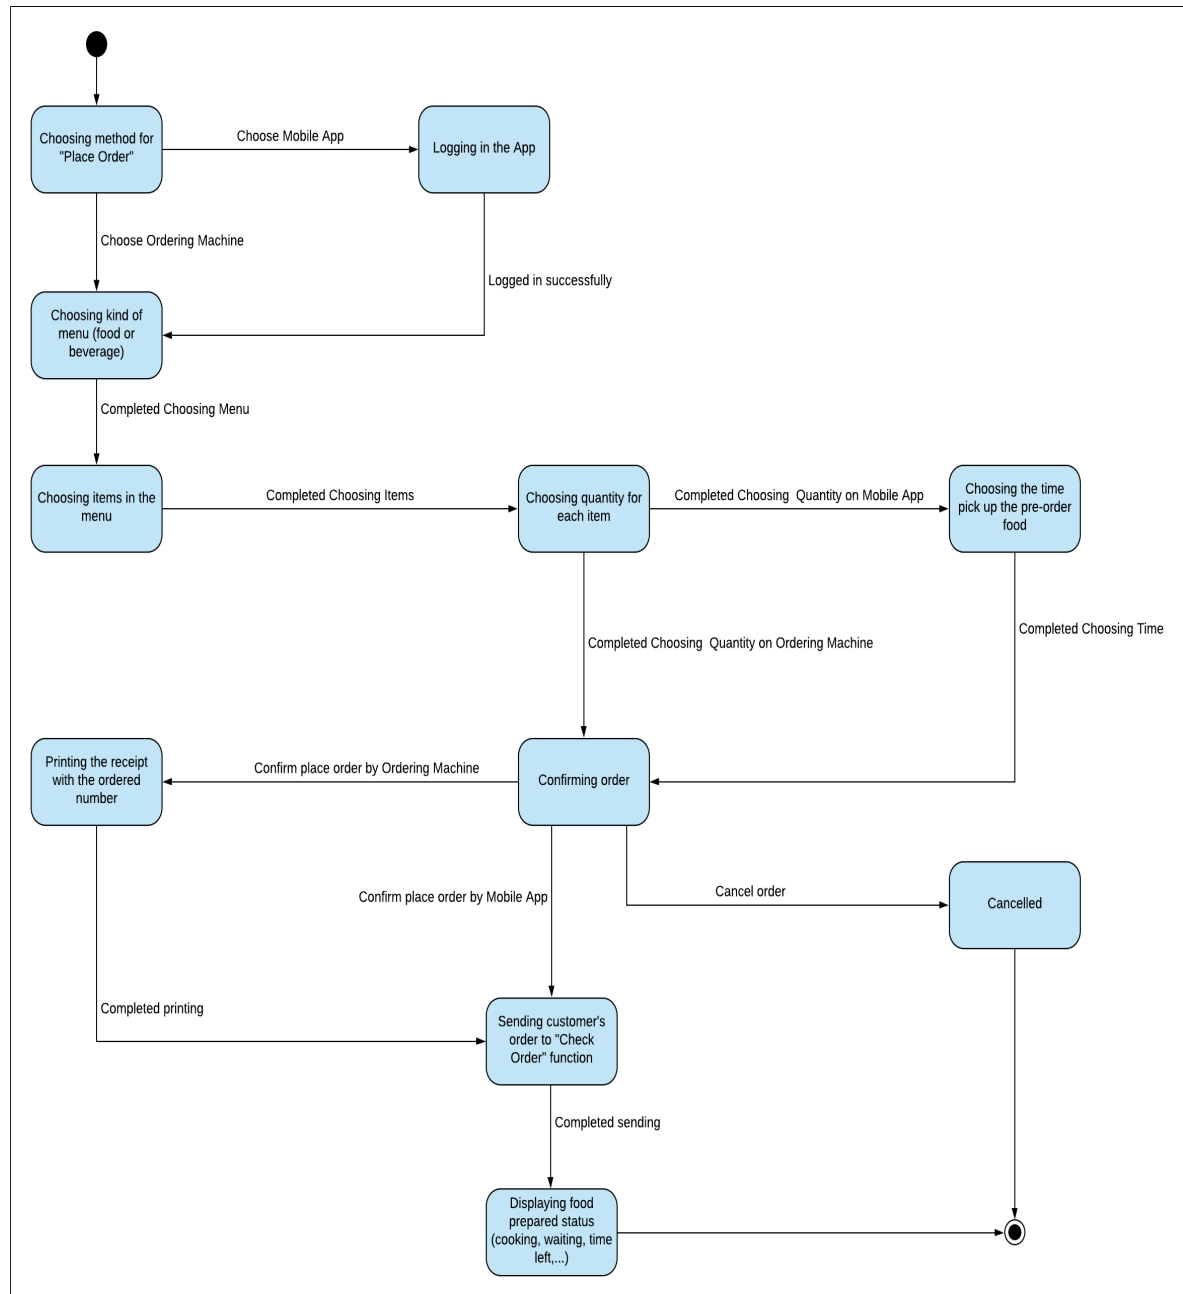 Choosing method for
"Place Order"
Choose Mobile App
Logging in the App
Choose Ordering Machine
Logged in successfully
Choosing kind of
menu (food or
beverage)
Completed Choosing Menu
Choosing items in the
menu
Completed Choosing Items
Choosing quantity for
each item
Completed Choosing  Quantity on Mobile App
Choosing the time
pick up the pre-order
food
Completed Choosing  Quantity on Ordering Machine
Completed Choosing Time
Printing the receipt
with the ordered
number
Confirm place order by Ordering Machine
Confirming order
Confirm place order by Mobile App
Cancel order
Cancelled
Completed printing
Sending customer's
order to "Check
Order" function
Completed sending
Displaying food
prepared status
(cooking, waiting, time
left,...)